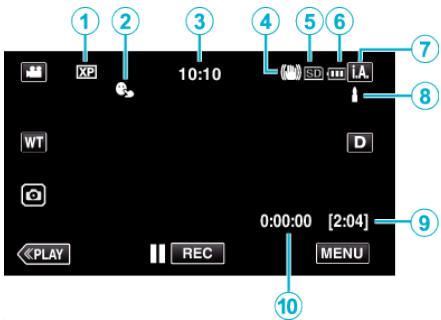 1 2 3 4 5 6 7
XP 10:10 SD i.A.
8
WT D
0:00:00 [2:04] 9
≪PLAY REC MENU
10